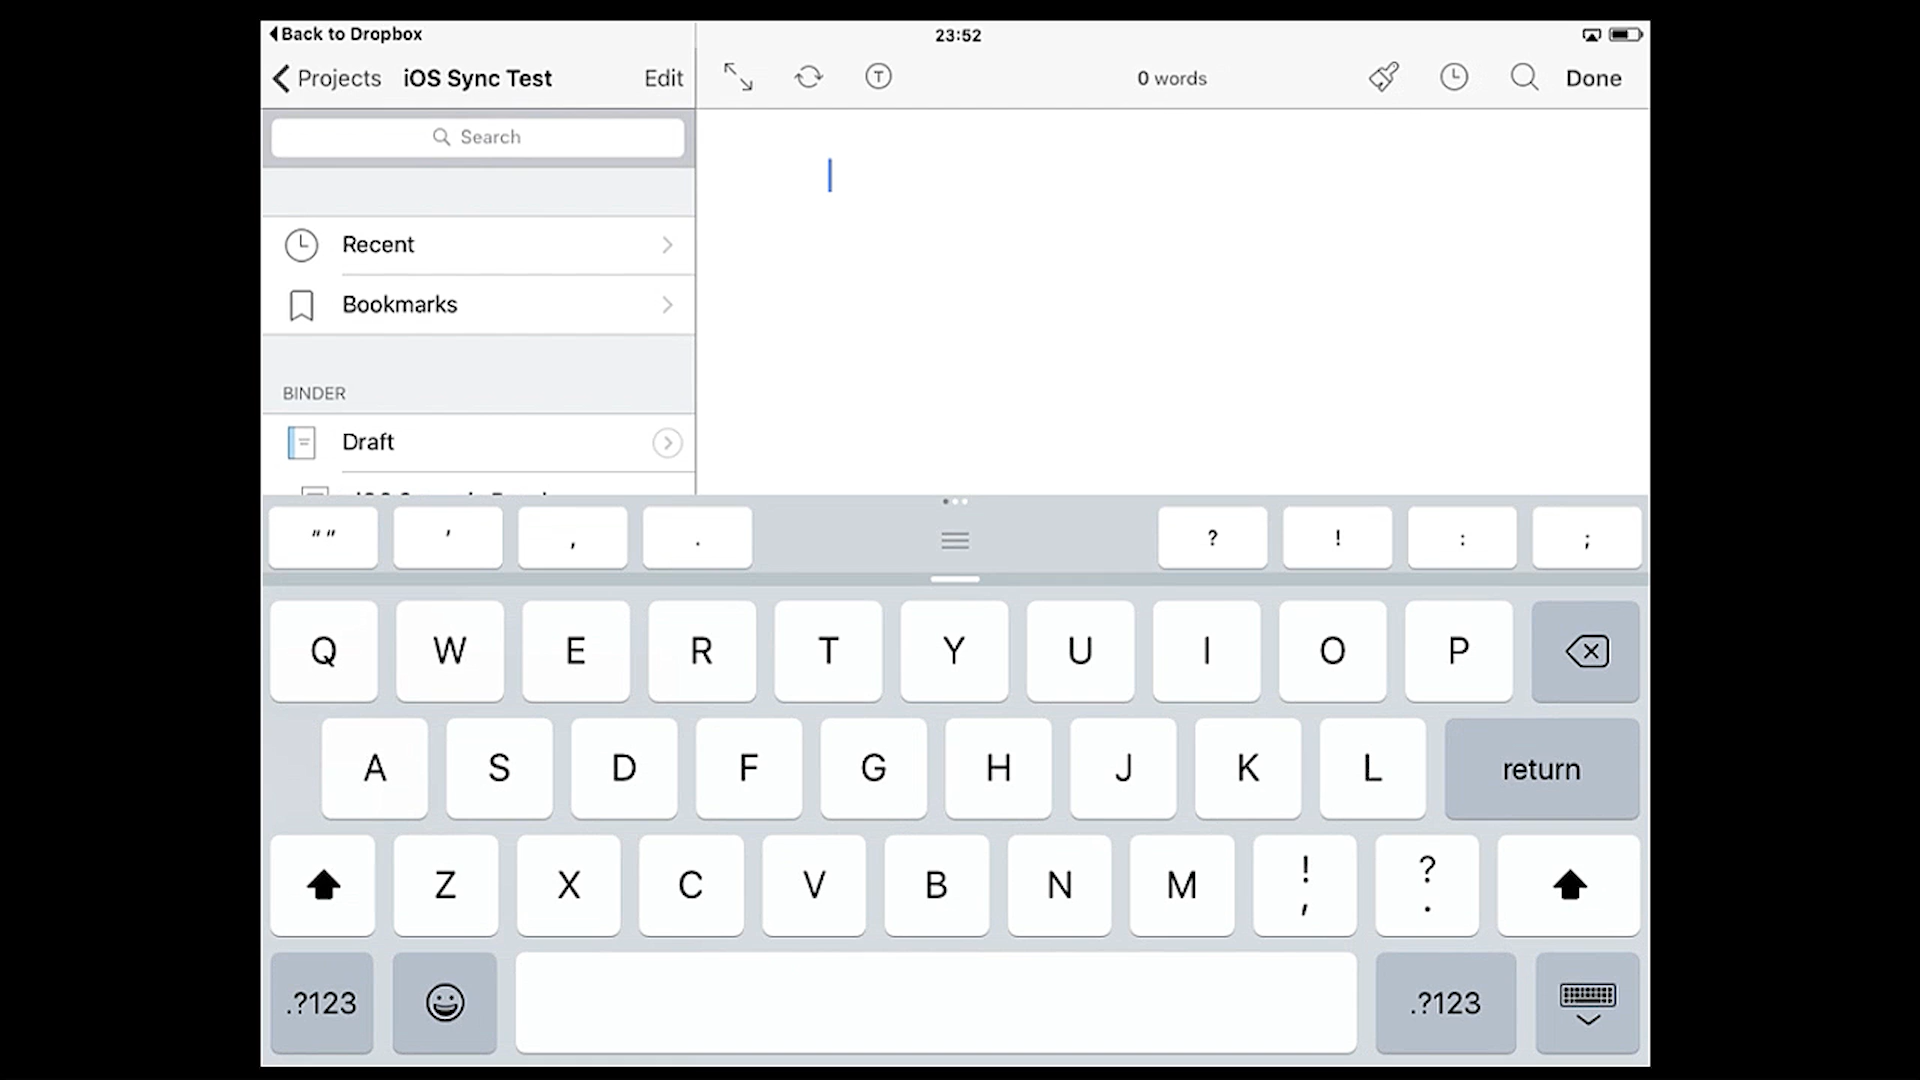 Back to Dropbox
23:52
Projects iOS Sync Test Edit
0 words
Done
Search
Recent
Bookmarks
BINDER
Draft
“ ” ’ , . ? ! : ;
Q W E R T Y U I O P
A S D F G H J K L return
Z X C V B N M ! , ? .
.?123 .?123